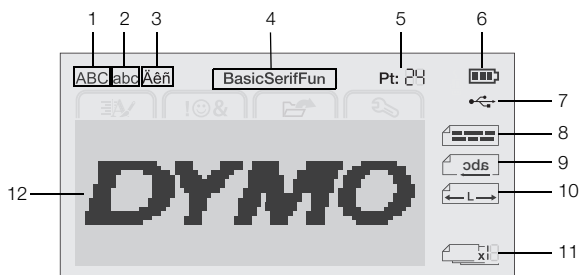 1 2 3 4 5 6
ABC abc Äêñ BasicSerifFun Pt: 24
!☺&
7
8
abc 9
L 10
12 DYMO
x 11